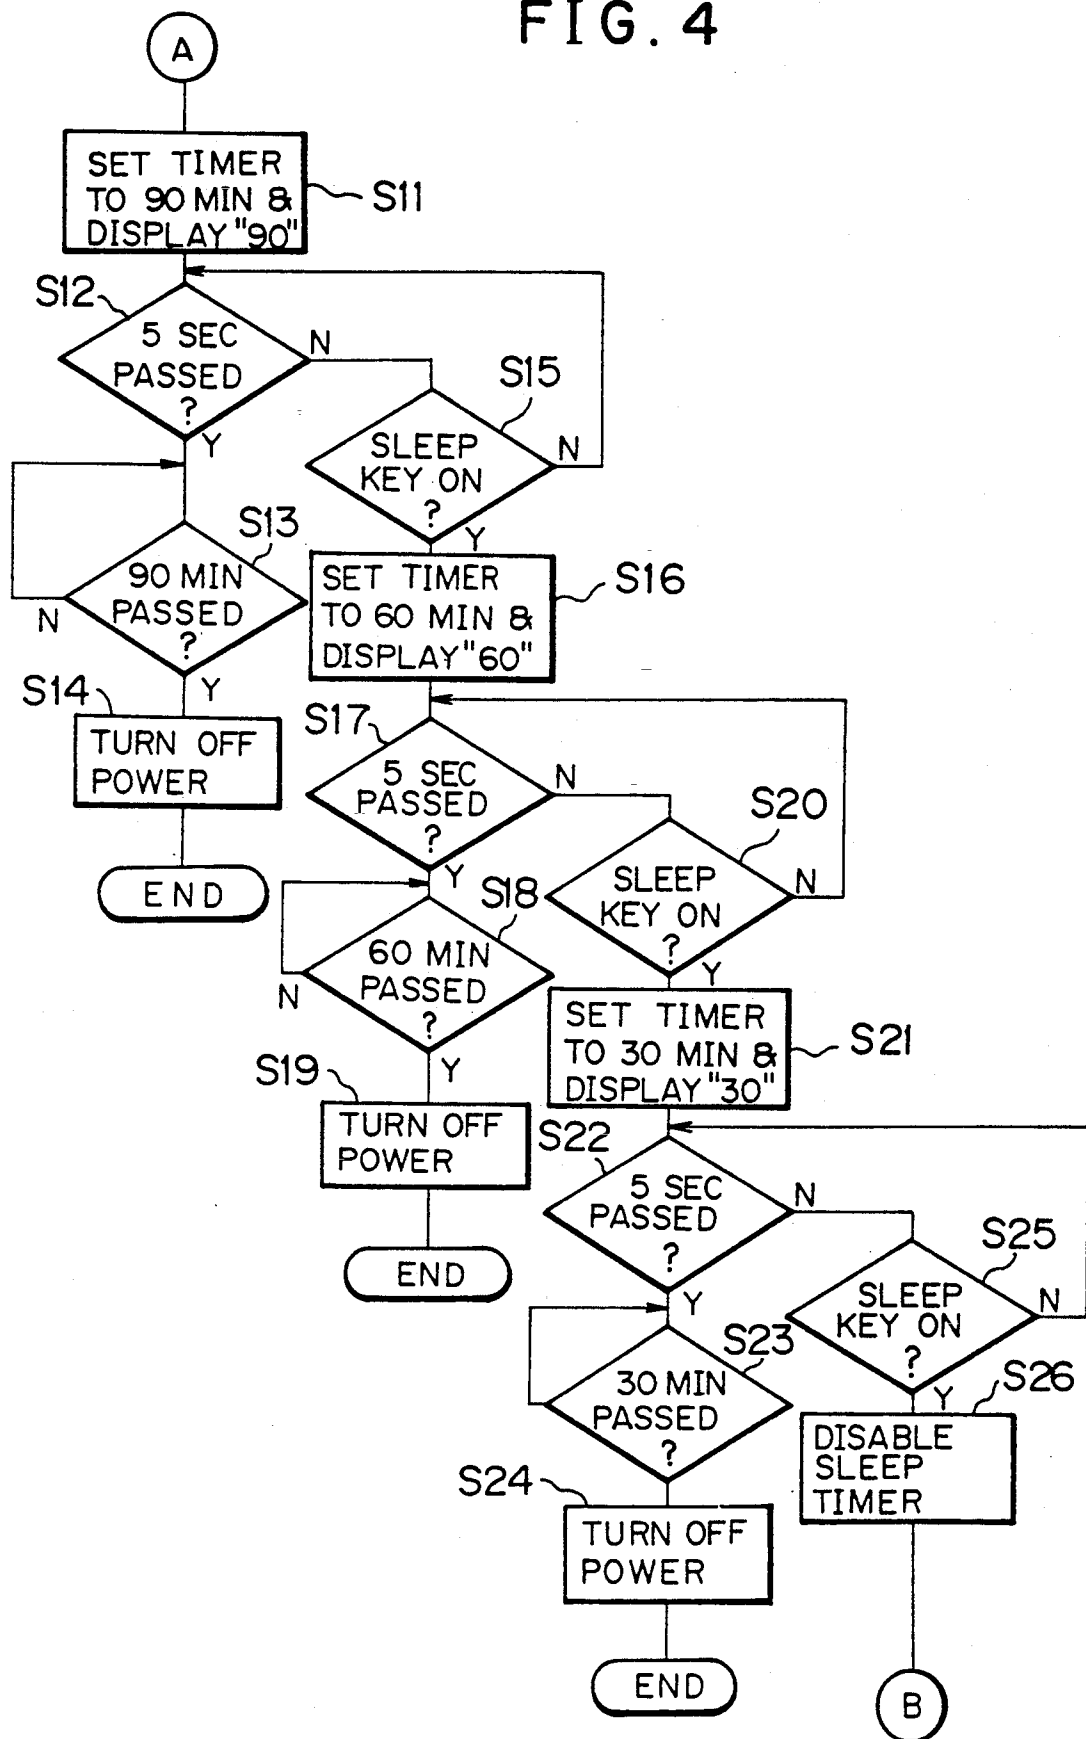 FIG. 4
A
SET TIMER
TO 90 MIN &
DISPLAY "90"
S11
S12
5 SEC
PASSED
?
N
Y
S15
SLEEP
KEY ON
?
N
Y
S13
90 MIN
PASSED
?
N
Y
S16
SET TIMER
TO 60 MIN &
DISPLAY "60"
S14
TURN OFF
POWER
END
S17
5 SEC
PASSED
?
N
Y
S20
SLEEP
KEY ON
?
N
Y
S18
60 MIN
PASSED
?
N
Y
S21
SET TIMER
TO 30 MIN &
DISPLAY "30"
S19
TURN OFF
POWER
END
S22
5 SEC
PASSED
?
N
Y
S25
SLEEP
KEY ON
?
N
Y
S23
30 MIN
PASSED
?
S26
DISABLE
SLEEP
TIMER
S24
TURN OFF
POWER
END
B